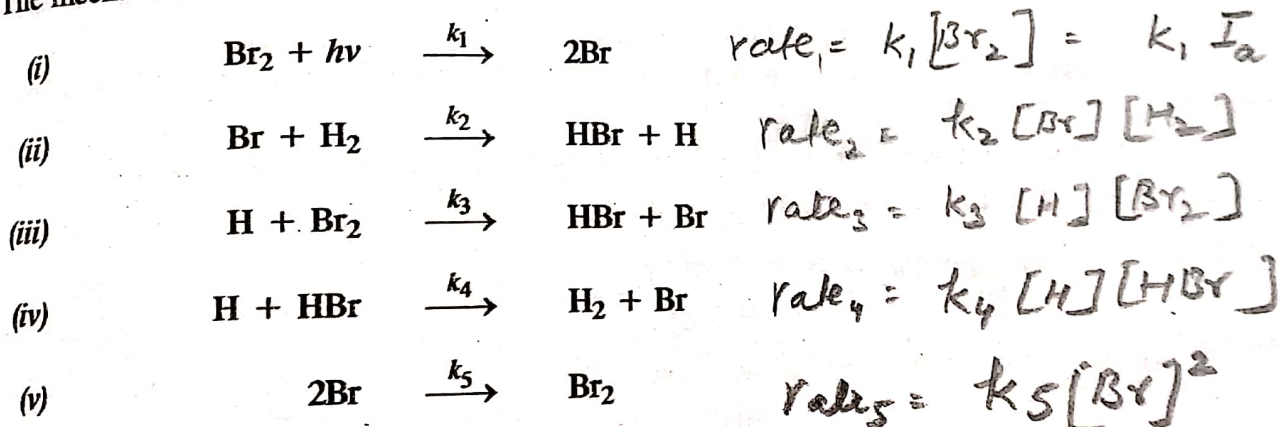 The
(i) Br₂ + hν —k₁→ 2Br rate₁ = k₁[Br₂] = k₁ Iₐ
(ii) Br + H₂ —k₂→ HBr + H rate₂ = k₂ [Br] [H₂]
(iii) H + Br₂ —k₃→ HBr + Br rate₃ = k₃ [H] [Br₂]
(iv) H + HBr —k₄→ H₂ + Br rate₄ = k₄ [H] [HBr]
(v) 2Br —k₅→ Br₂ rate₅ = k₅[Br]²